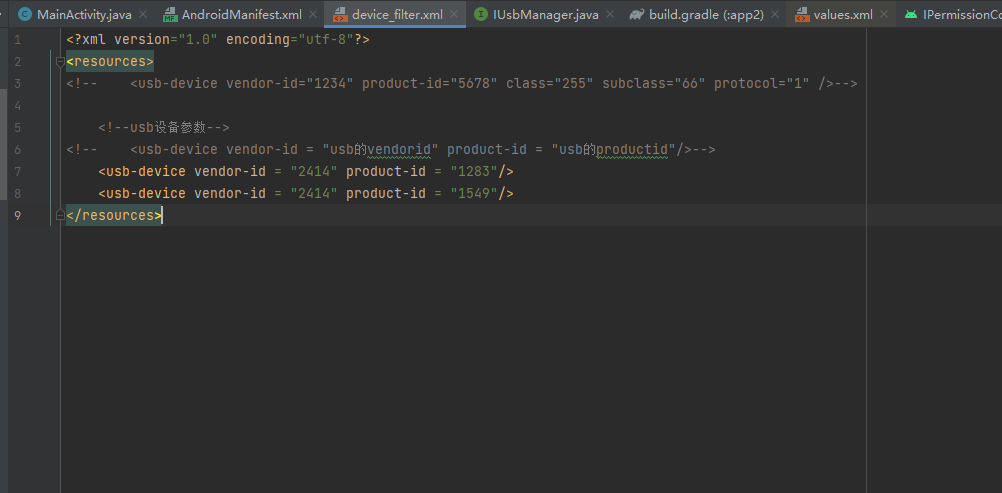 MainActivity.java AndroidManifest.xml device_filter.xml IUsbManager.java build.gradle (:app2) values.xml IPermissionCo
1 <?xml version="1.0" encoding="utf-8"?>
2 <resources>
3 <!-- <usb-device vendor-id="1234" product-id="5678" class="255" subclass="66" protocol="1" />-->
4
5 <!--usb设备参数-->
6 <!-- <usb-device vendor-id = "usb的vendorid" product-id = "usb的productid"/>-->
7 <usb-device vendor-id = "2414" product-id = "1283"/>
8 <usb-device vendor-id = "2414" product-id = "1549"/>
9 </resources>